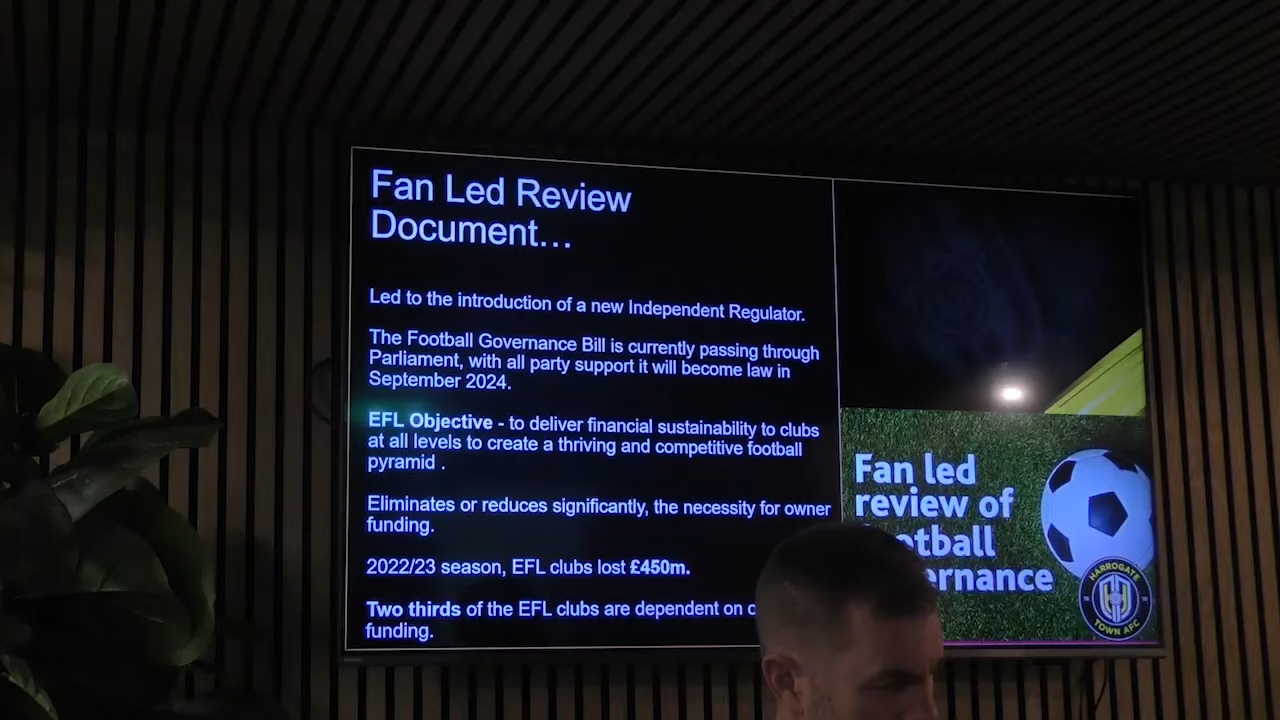 Fan Led Review
Document...
Led to the introduction of a new Independent Regulator.
The Football Governance Bill is currently passing through
Parliament, with all party support it will become law in
September 2024.
EFL Objective - to deliver financial sustainability to clubs
at all levels to create a thriving and competitive football
pyramid .
Eliminates or reduces significantly, the necessity for owner
funding.
2022/23 season, EFL clubs lost £450m.
Two thirds of the EFL clubs are dependent on
funding.
Fan led
review of
HARROGATE
TOWN AFC